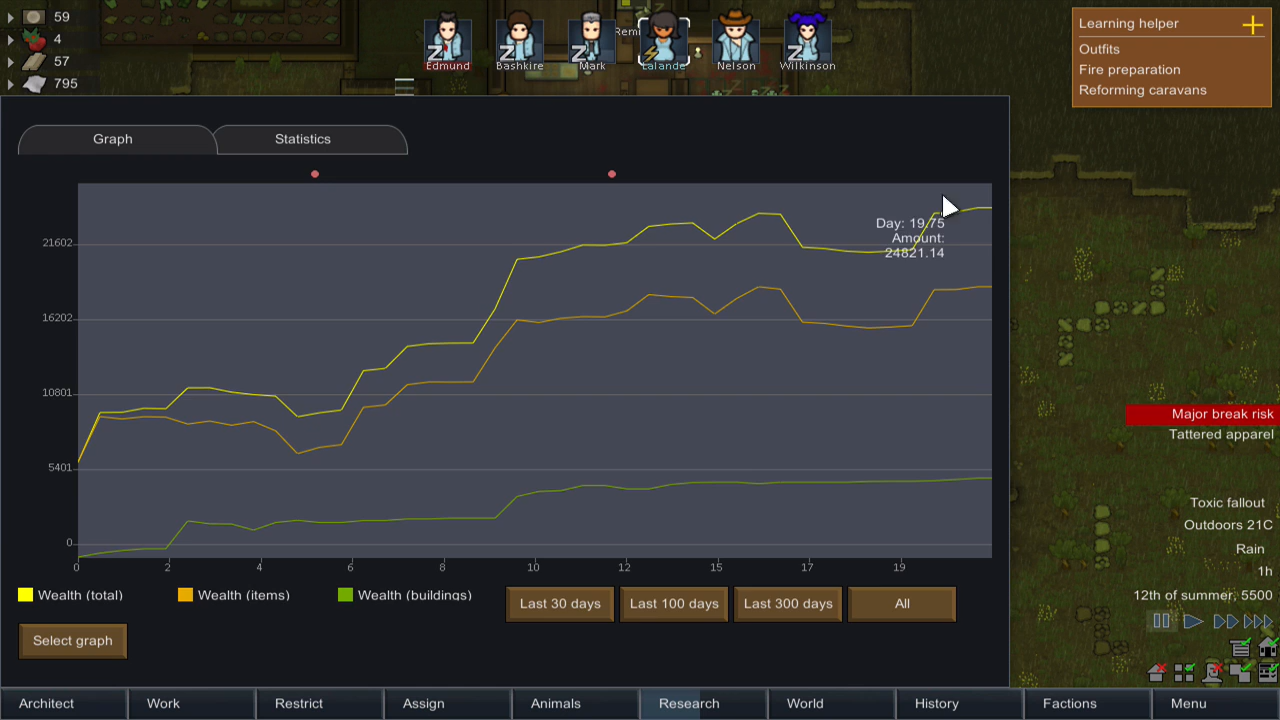 59
4
57
795
Edmund
Bashkire
Mark
Remi
Lalande
Nelson
Wilkinson
Learning helper
Outfits
Fire preparation
Reforming caravans
Graph
Statistics
Day: 19.75
Amount:
24821.14
21602
16202
10801
5401
0
0 2 4 6 8 10 12 15 17 19
Wealth (total)
Wealth (items)
Wealth (buildings)
Last 30 days
Last 100 days
Last 300 days
All
Select graph
Major break risk
Tattered apparel
Toxic fallout
Outdoors 21C
Rain
1h
12th of summer, 5500
Architect
Work
Restrict
Assign
Animals
Research
World
History
Factions
Menu